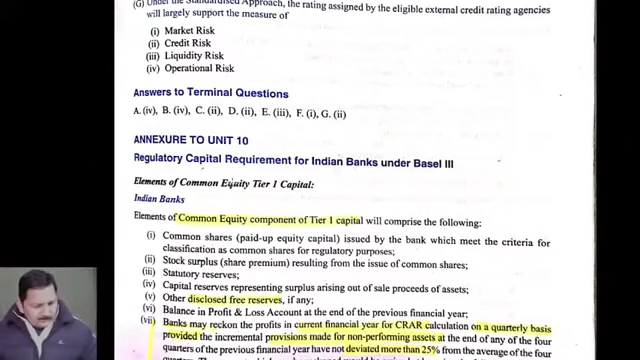 (G) Under the Standardised Approach, the rating assigned by the eligible external credit rating agencies
will largely support the measure of
(i) Market Risk
(ii) Credit Risk
(iii) Liquidity Risk
(iv) Operational Risk
Answers to Terminal Questions
A. (iv), B. (iv), C. (ii), D. (ii), E. (iii), F. (i), G. (ii)
ANNEXURE TO UNIT 10
Regulatory Capital Requirement for Indian Banks under Basel III
Elements of Common Equity Tier 1 Capital:
Indian Banks
Elements of Common Equity component of Tier 1 capital will comprise the following:
(i) Common shares (paid-up equity capital) issued by the bank which meet the criteria for
classification as common shares for regulatory purposes;
(ii) Stock surplus (share premium) resulting from the issue of common shares;
(iii) Statutory reserves;
(iv) Capital reserves representing surplus arising out of sale proceeds of assets;
(v) Other disclosed free reserves, if any;
(vi) Balance in Profit & Loss Account at the end of the previous financial year;
(vii) Banks may reckon the profits in current financial year for CRAR calculation on a quarterly basis
provided the incremental provisions made for non-performing assets at the end of any of the four
quarters of the previous financial year have not deviated more than 25% from the average of the four